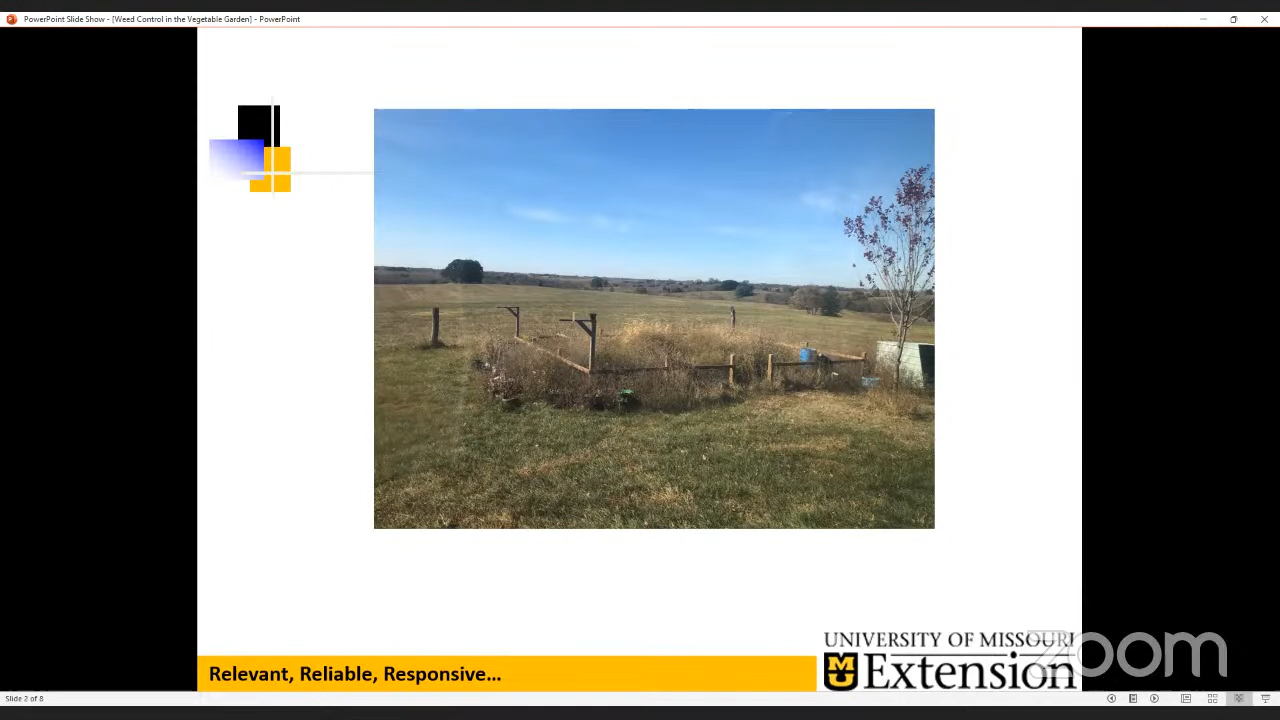 PowerPoint Slide Show - [Weed Control in the Vegetable Garden] - PowerPoint
UNIVERSITY OF MISSOURI
Extension
zoom
Relevant, Reliable, Responsive...
Slide 2 of 8